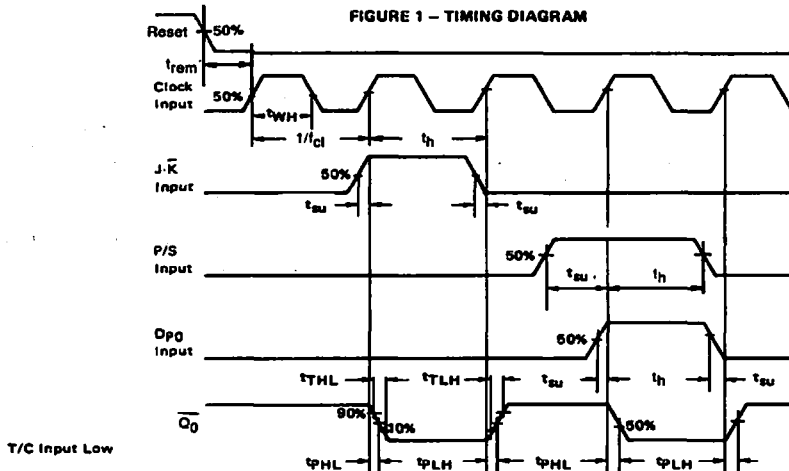 FIGURE 1 – TIMING DIAGRAM
Reset
50%
trem
Clock
Input
50%
tWH
1/fcl
th
J·K̅
Input
50%
tsu
tsu
P/S
Input
50%
tsu
th
Dp0
Input
50%
tTHL
tTLH
tsu
th
tsu
Q̅0̅
90%
10%
50%
T/C Input Low
tPHL
tPLH
tPHL
tPLH